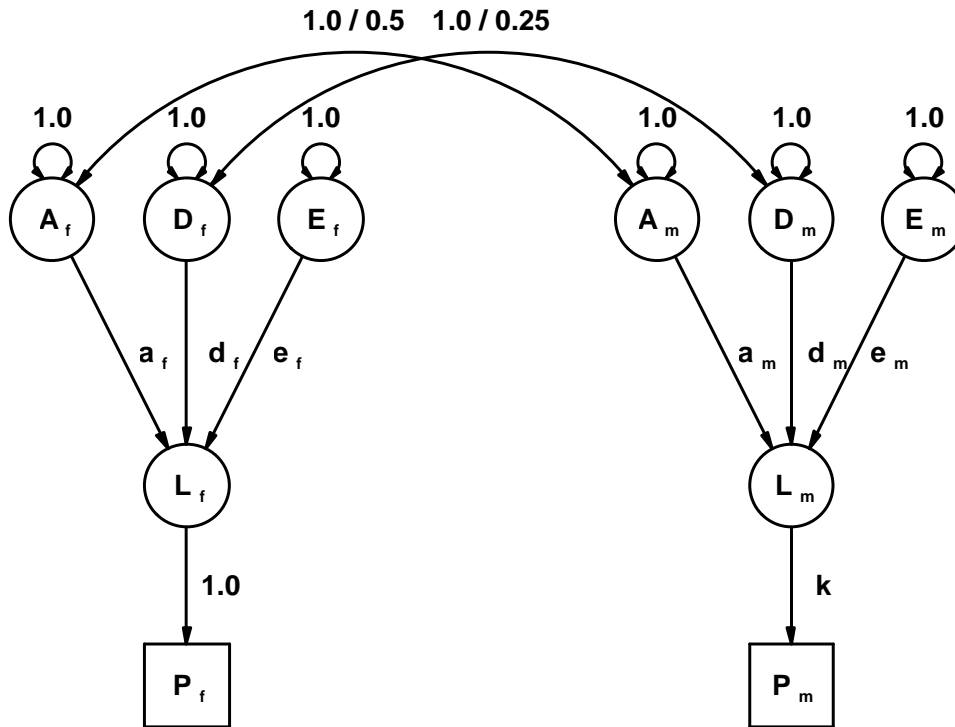 1.0 / 0.5 1.0 / 0.25
1.0 1.0 1.0 1.0 1.0 1.0
A f D f E f A m D m E m
a f d f e f a m d m e m
L f L m
1.0 k
P f P m